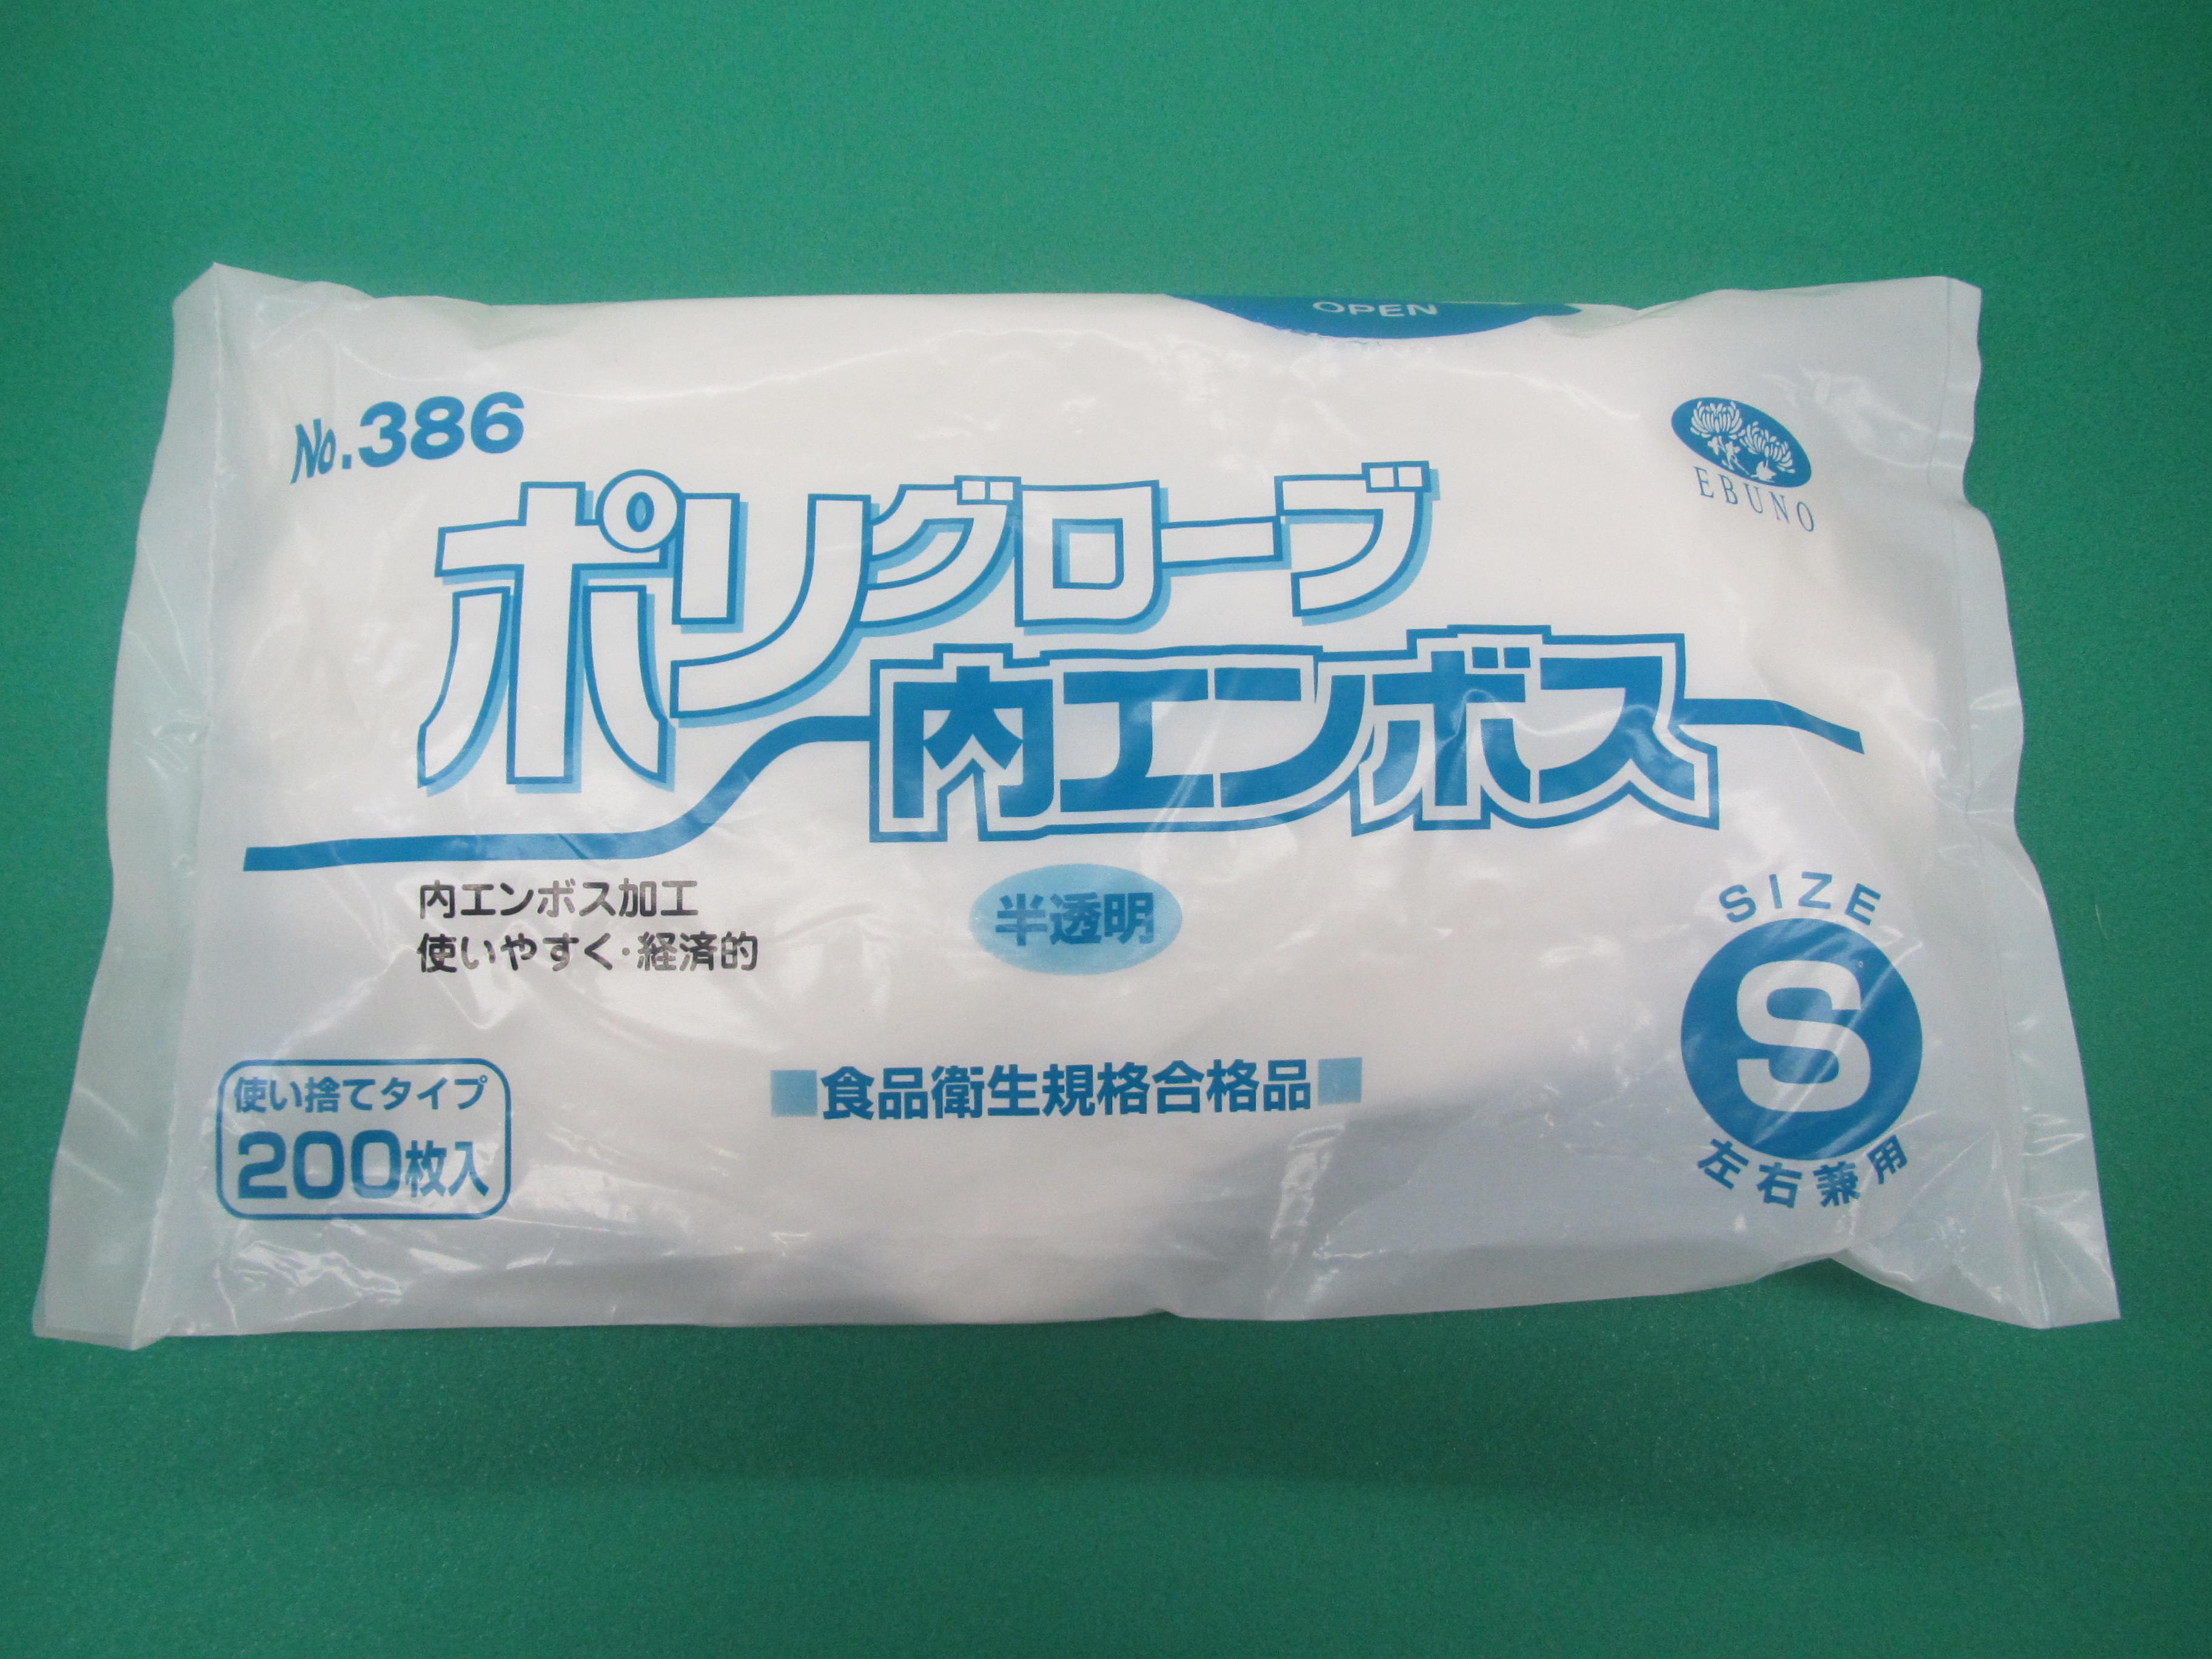 OPEN
No.386
EBUNO
ポリグローブ
内エンボス
内エンボス加工
使いやすく・経済的
半透明
SIZE
S
左右兼用
使い捨てタイプ
200枚入
■食品衛生規格合格品■